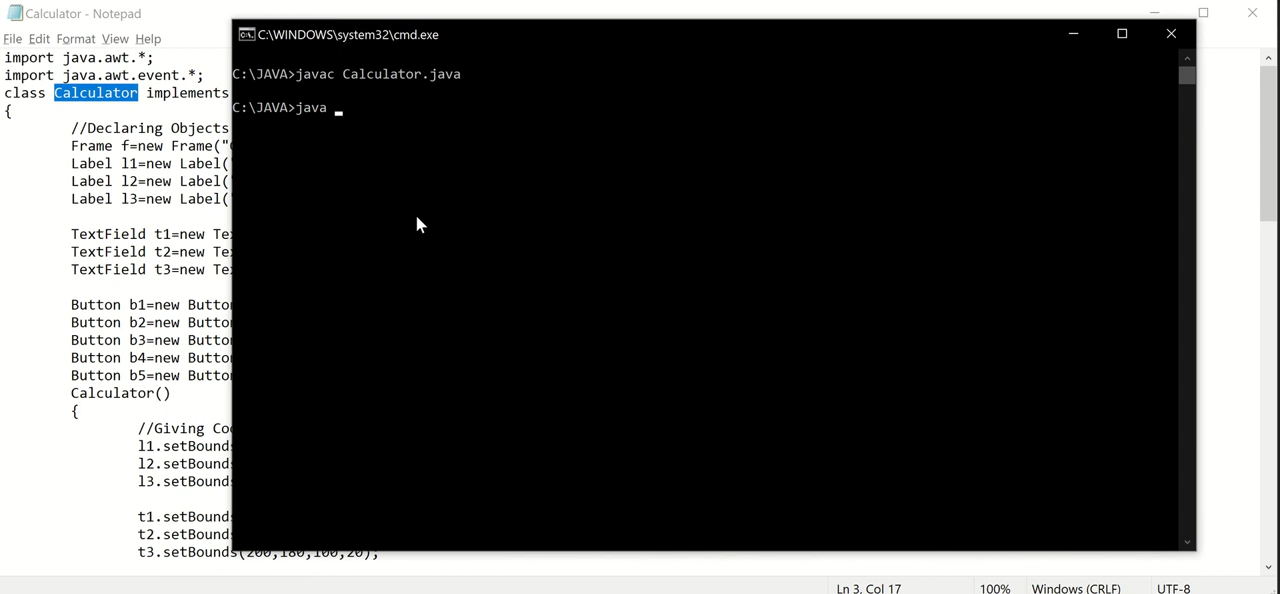 Calculator - Notepad
File Edit Format View Help
import java.awt.*;
import java.awt.event.*;
class Calculator implements
{
//Declaring Objects
Frame f=new Frame("
Label l1=new Label(
Label l2=new Label(
Label l3=new Label(
TextField t1=new Te
TextField t2=new Te
TextField t3=new Te
Button b1=new Butto
Button b2=new Butto
Button b3=new Butto
Button b4=new Butto
Button b5=new Butto
Calculator()
{
//Giving Co
l1.setBound
l2.setBound
l3.setBound
t1.setBound
t2.setBound
t3.setBounds(200,180,100,20);
C:\WINDOWS\system32\cmd.exe
C:\JAVA>javac Calculator.java
C:\JAVA>java _
Ln 3, Col 17
100%
Windows (CRLF)
UTF-8